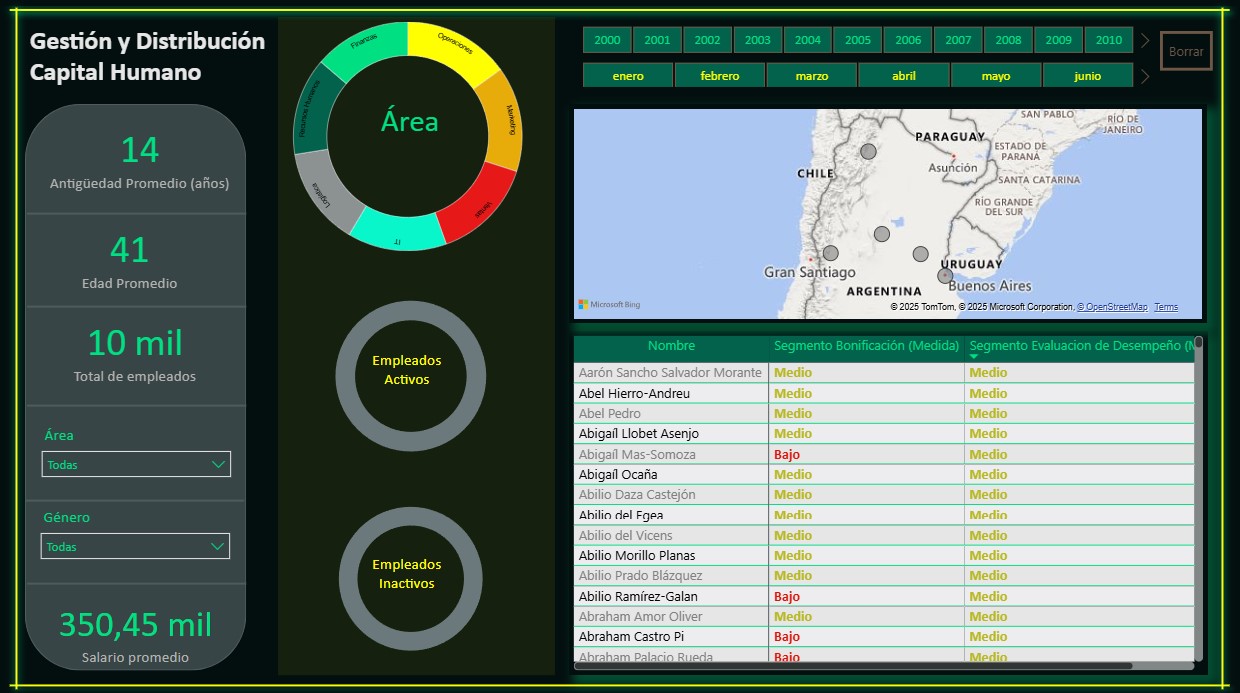 Gestión y Distribución
Capital Humano
14
Antigüedad Promedio (años)
41
Edad Promedio
10 mil
Total de empleados
Área
Todas
Género
Todas
350,45 mil
Salario promedio
Finanzas
Operaciones
Marketing
Ventas
IT
Logística
Recursos Humanos
Área
Empleados
Activos
Empleados
Inactivos
2000 2001 2002 2003 2004 2005 2006 2007 2008 2009 2010
enero febrero marzo abril mayo junio
Borrar
SAN PABLO
RÍO DE
JANEIRO
PARAGUAY
ESTADO DE
PARANÁ
Asunción
CHILE
SANTA CATARINA
RÍO GRANDE
DEL SUR
URUGUAY
Gran Santiago
Buenos Aires
ARGENTINA
Microsoft Bing
© 2025 TomTom, © 2025 Microsoft Corporation, © OpenStreetMap Terms
Nombre Segmento Bonificación (Medida) Segmento Evaluacion de Desempeño (M
Aarón Sancho Salvador Morante Medio Medio
Abel Hierro-Andreu Medio Medio
Abel Pedro Medio Medio
Abigaíl Llobet Asenjo Medio Medio
Abigaíl Mas-Somoza Bajo Medio
Abigaíl Ocaña Medio Medio
Abilio Daza Castejón Medio Medio
Abilio del Egea Medio Medio
Abilio del Vicens Medio Medio
Abilio Morillo Planas Medio Medio
Abilio Prado Blázquez Medio Medio
Abilio Ramírez-Galan Bajo Medio
Abraham Amor Oliver Medio Medio
Abraham Castro Pi Bajo Medio
Abraham Palacio Rueda Bajo Medio